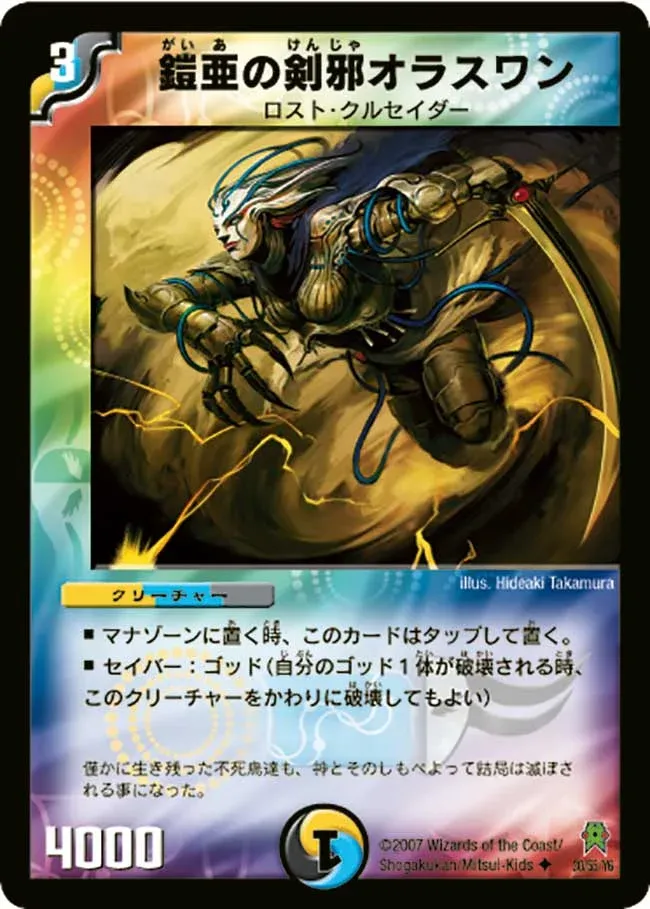 3
がいあ けんじゃ
鎧亜の剣邪オラスワン
ロスト・クルセイダー
illus. Hideaki Takamura
クリーチャー
■ マナゾーンに置く時、このカードはタップして置く。
■ セイバー：ゴッド（自分のゴッド１体が破壊される時、
このクリーチャーをかわりに破壊してもよい）
僅かに生き残った不死鳥達も、神とそのしもべよって結局は滅ぼさ
れる事になった。
4000
1
©2007 Wizards of the Coast/
Shogakukan/Mitsui-Kids ◆
30/55/Y6